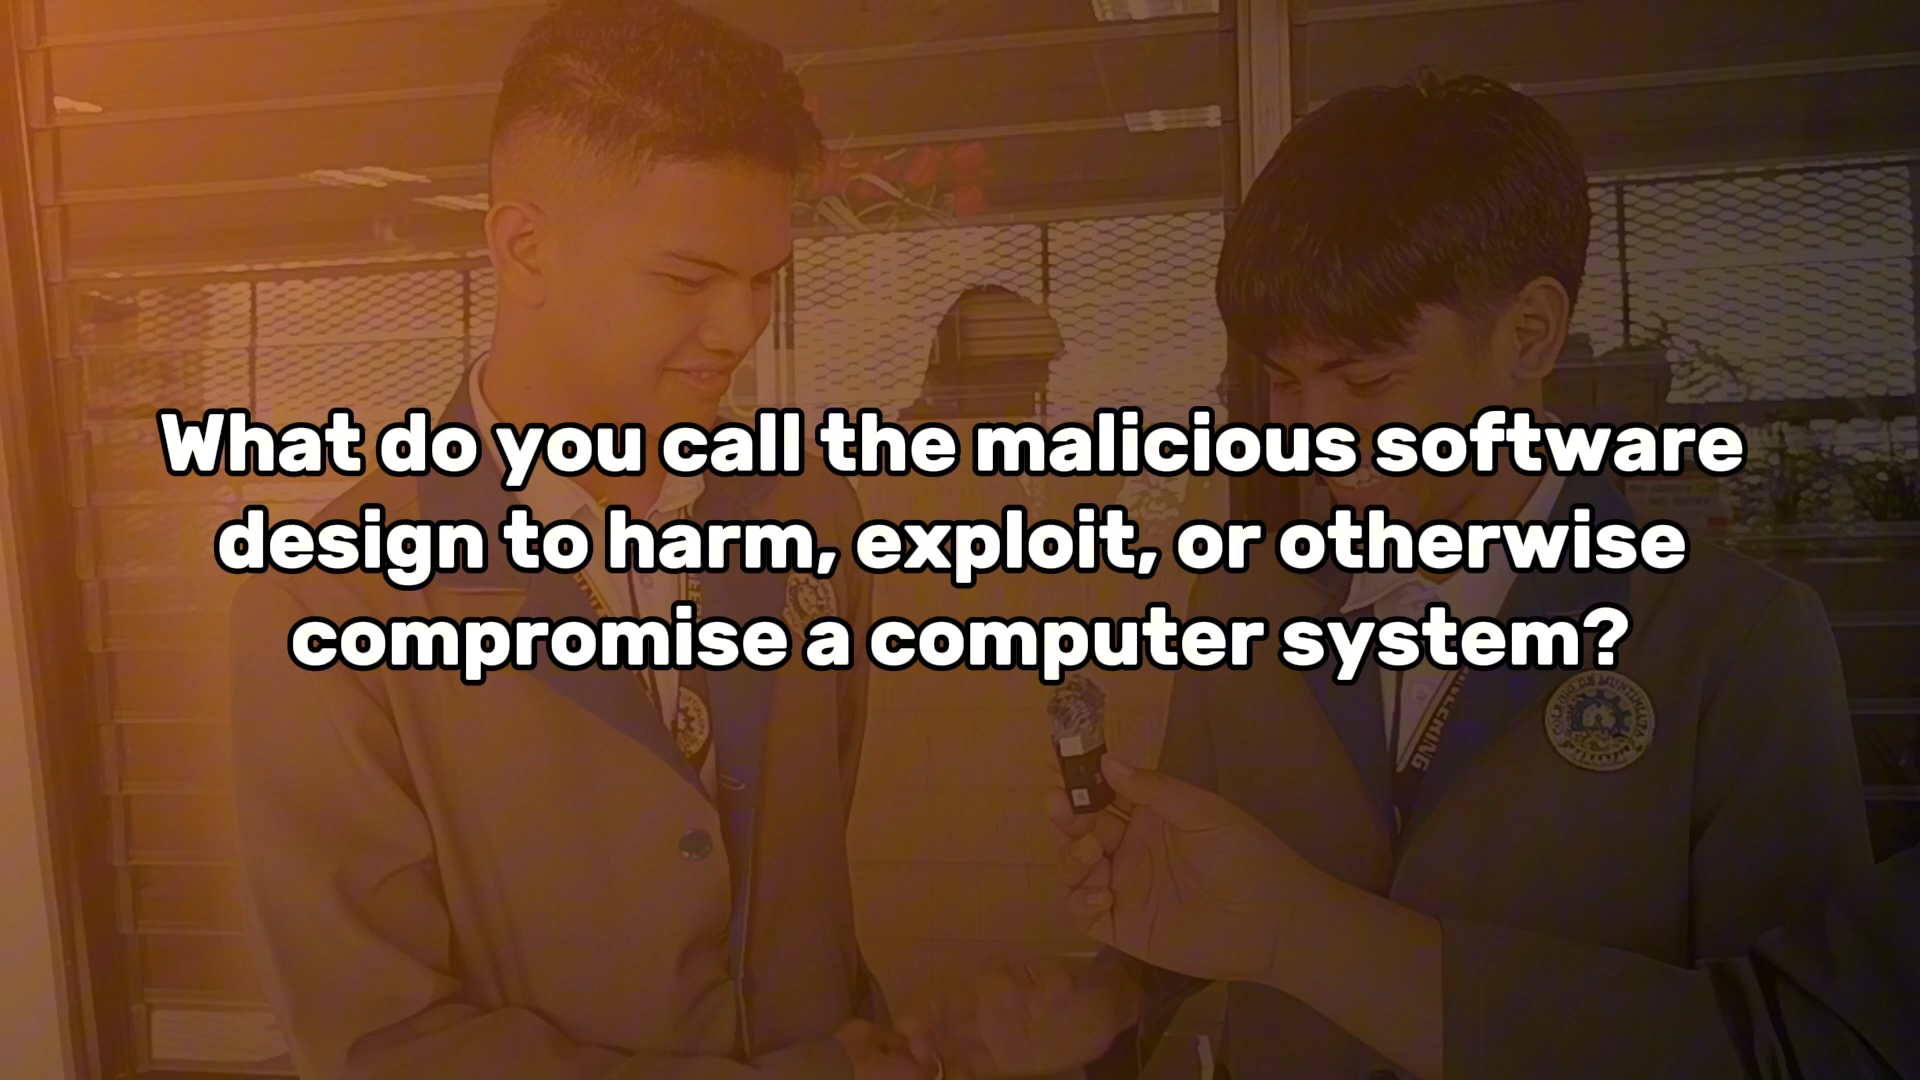 What do you call the malicious software
design to harm, exploit, or otherwise
compromise a computer system?